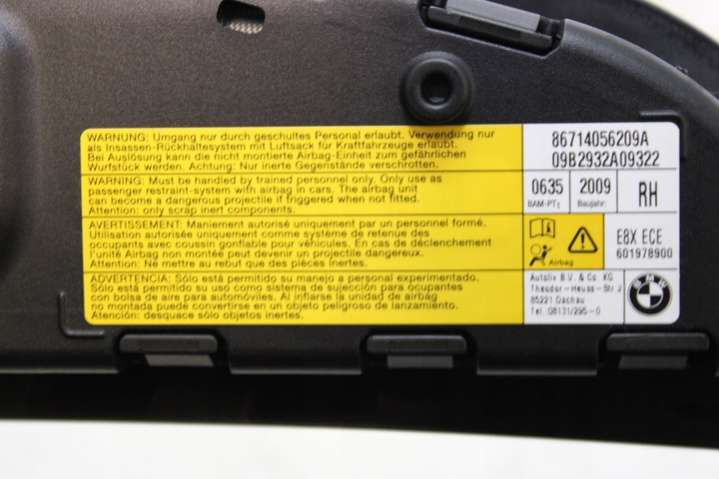 WARNUNG: Umgang nur durch geschultes Personal erlaubt. Verwendung nur
als Insassen-Rückhaltesystem mit Luftsack für Kraftfahrzeuge erlaubt.
Bei Auslösung kann die nicht montierte Airbag-Einheit zum gefährlichen
Wurfstück werden. Achtung: Nur inerte Gegenstände verschrotten.
WARNING: Must be handled by trained personnel only. Only use as
passenger restraint-system with airbag in cars. The airbag unit
can become a dangerous projectile if triggered when not fitted.
Attention: only scrap inert components.
AVERTISSEMENT: Maniement autorisé uniquement par un personnel formé.
Utilisation autorisée uniquement comme système de retenue des
occupants avec coussin gonflable pour véhicules. En cas de déclenchement
l'unité Airbag non montée peut devenir un projectile dangereux.
Attention: Ne mettre au rebut que des pièces inertes.
ADVERTENCIA: Sólo está permitido su manejo a personal experimentado.
Sólo está permitido su uso como sistema de sujección para ocupantes
con bolsa de aire para automóviles. Al inflarse la unidad de airbag
no montada puede convertirse en un objeto peligroso de lanzamiento.
Atención: desguace sólo objetos inertes.
86714056209A
09B2932A09322
0635 2009 RH
BAM-PT: Baujahr:
Airbag
E8X ECE
601978900
Autoliv B.V. & Co. KG
Theodor-Heuss-Str 3
85221 Dachau
Tel. 08131/295-0
BMW